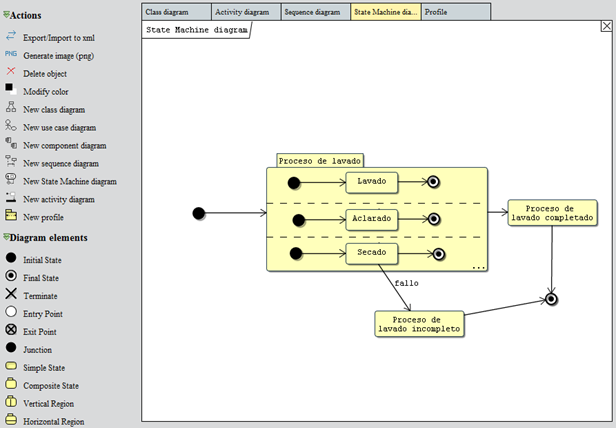 Actions
Export/Import to xml
PNG Generate image (png)
Delete object
Modify color
New class diagram
New use case diagram
New component diagram
New sequence diagram
New State Machine diagram
New activity diagram
New profile
Diagram elements
Initial State
Final State
Terminate
Entry Point
Exit Point
Junction
Simple State
Composite State
Vertical Region
Horizontal Region
Class diagram
Activity diagram
Sequence diagram
State Machine dia...
Profile
State Machine diagram
Proceso de lavado
Lavado
Aclarado
Secado
...
fallo
Proceso de
lavado completado
Proceso de
lavado incompleto